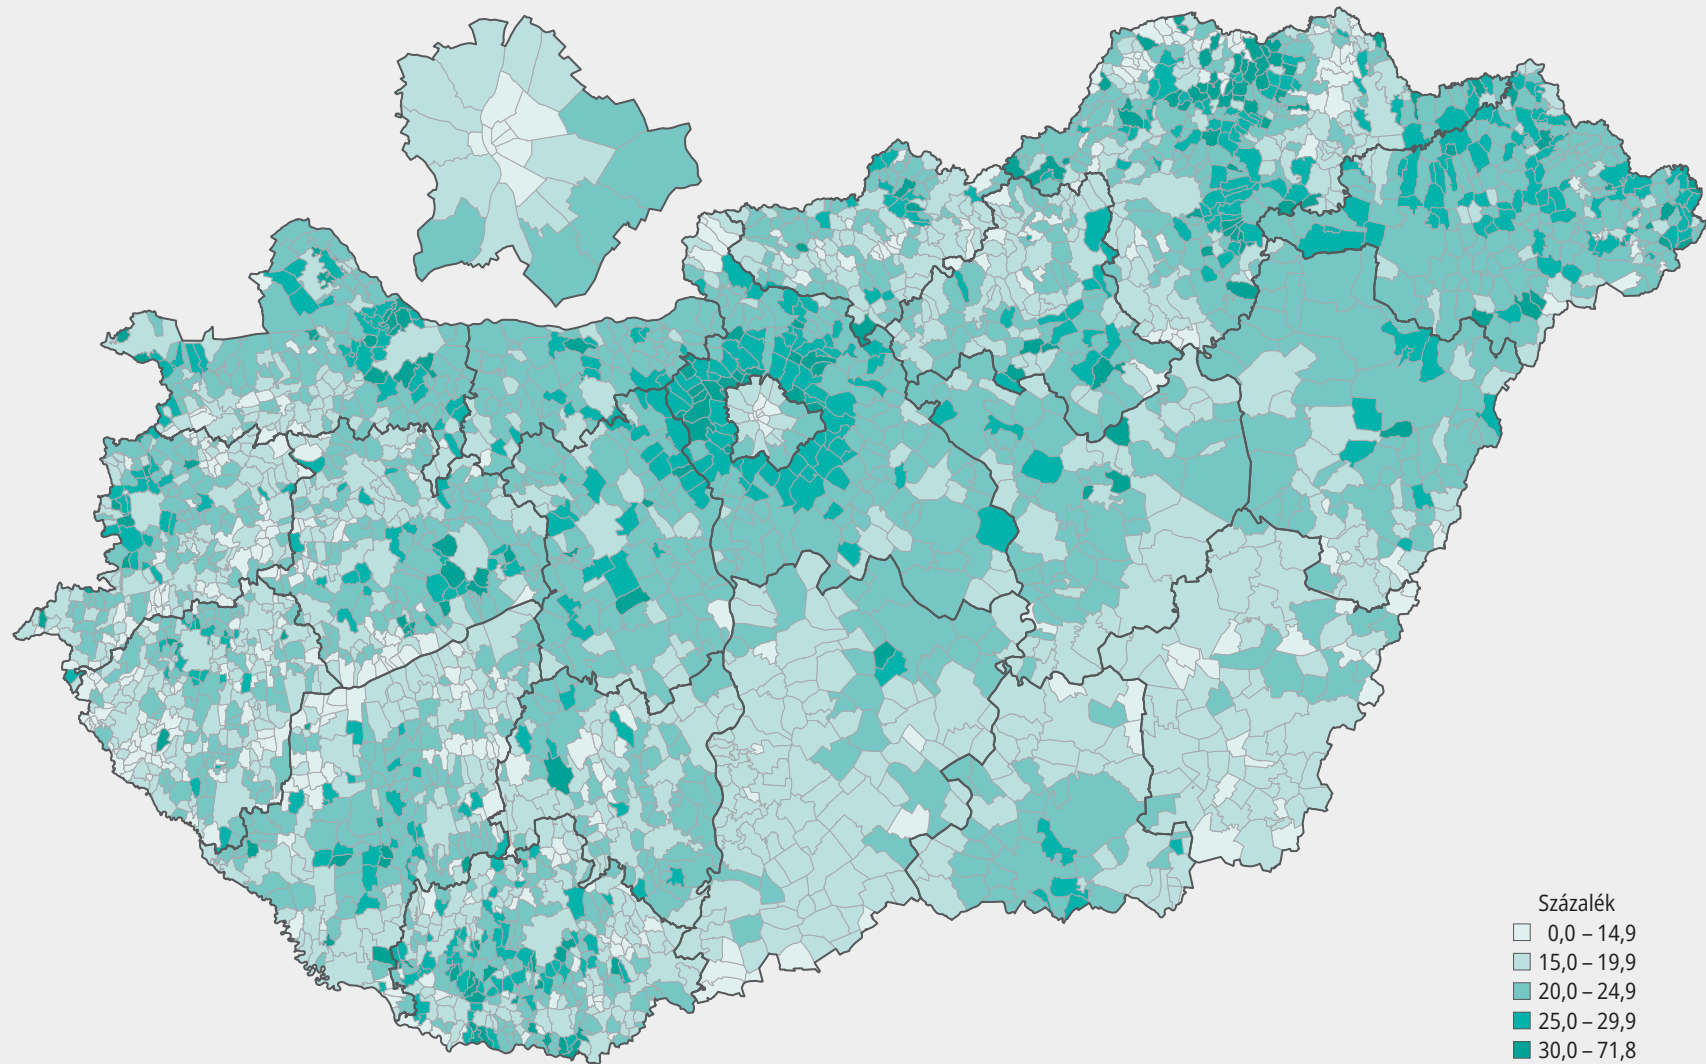 Százalék
0,0 – 14,9
15,0 – 19,9
20,0 – 24,9
25,0 – 29,9
30,0 – 71,8